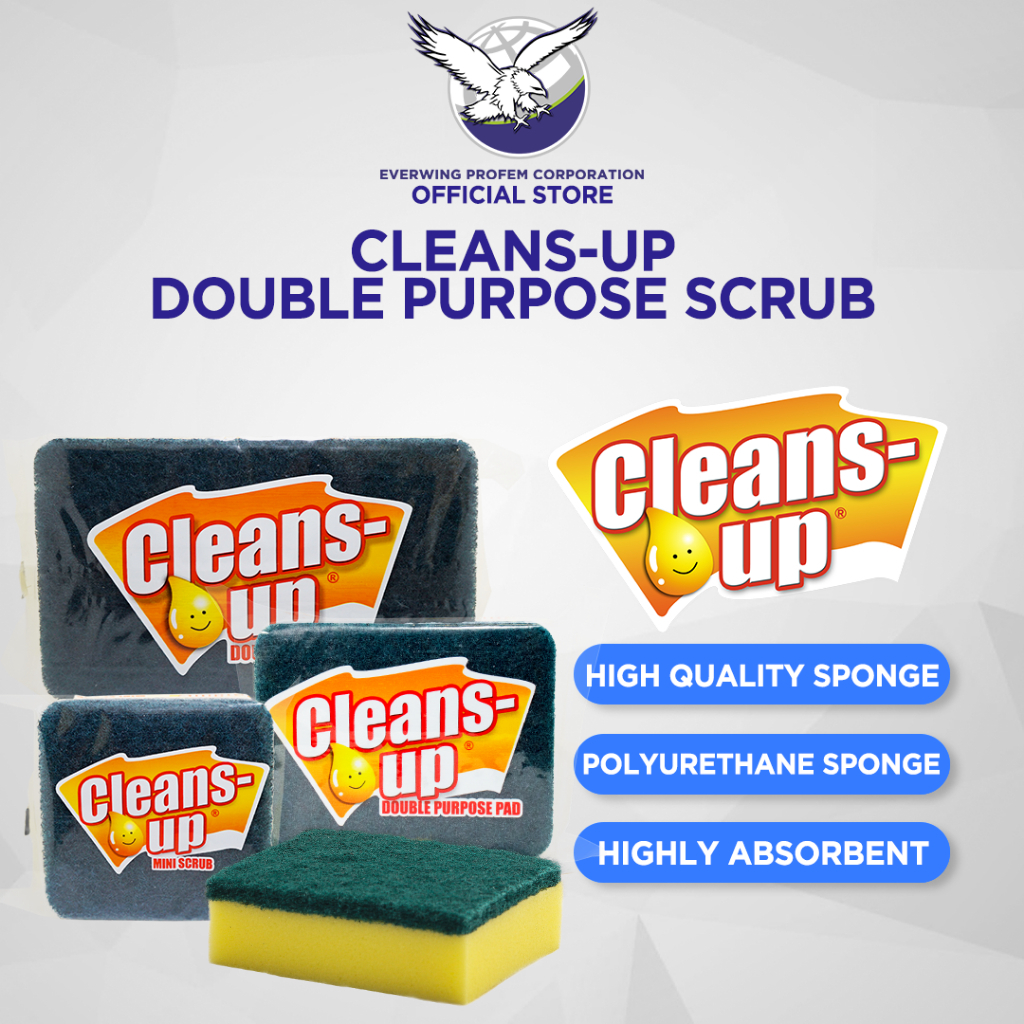 EVERWING PROFEM CORPORATION
OFFICIAL STORE
CLEANS-UP
DOUBLE PURPOSE SCRUB
Cleans-
up®
Cleans-
up®
Cleans-
up®
DOUBLE PURPOSE PAD
Cleans-
up®
MINI SCRUB
HIGH QUALITY SPONGE
POLYURETHANE SPONGE
HIGHLY ABSORBENT